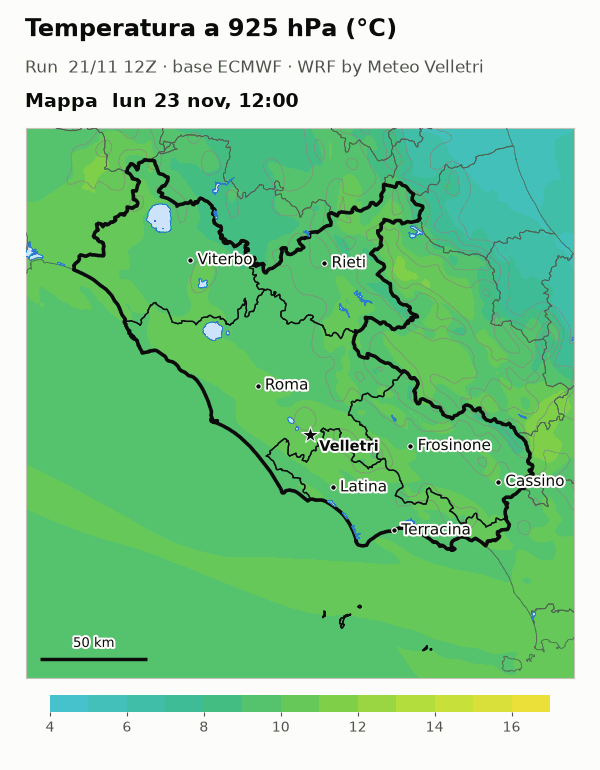 Temperatura a 925 hPa (°C)
Run  21/11 12Z · base ECMWF · WRF by Meteo Velletri
Mappa  lun 23 nov, 12:00
Viterbo
Rieti
Roma
Velletri
Frosinone
Cassino
Latina
Terracina
50 km
4 6 8 10 12 14 16